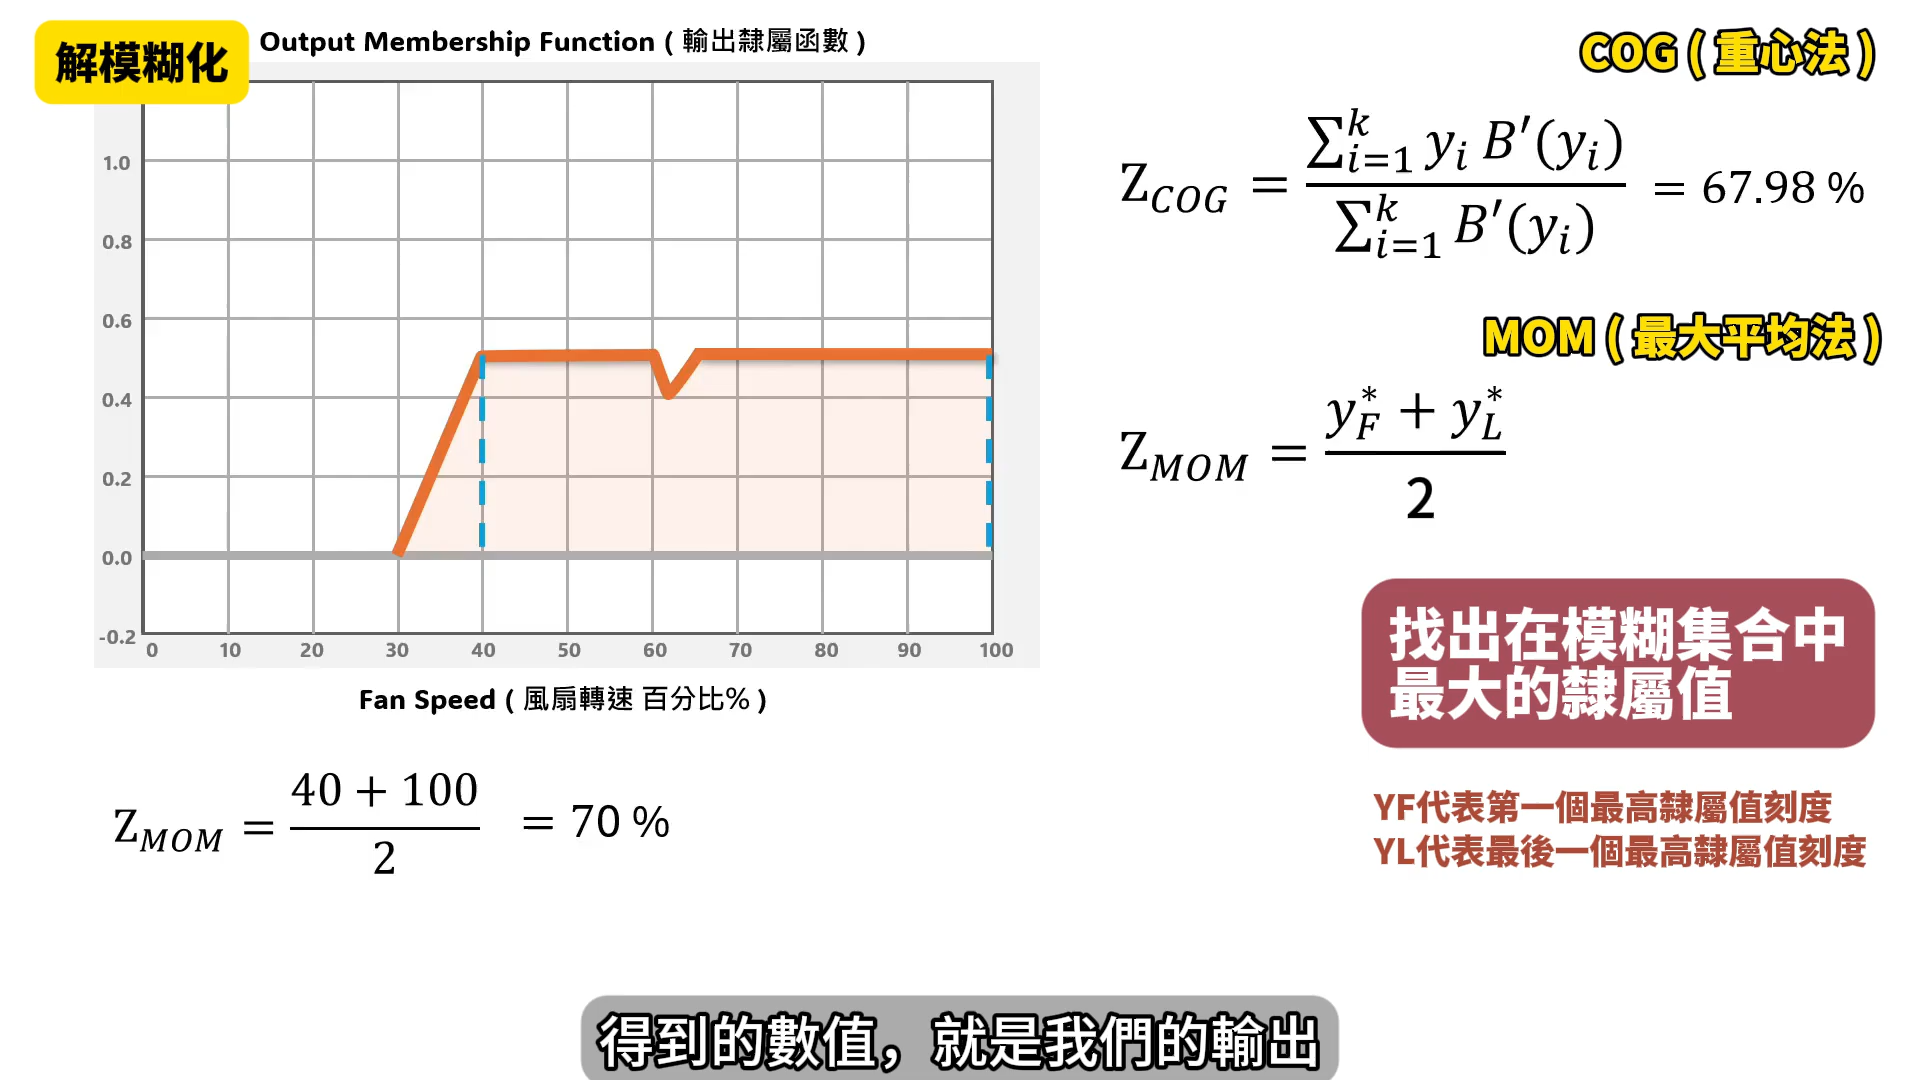 解模糊化
Output Membership Function ( 輸出隸屬函數 )
1.0
0.8
0.6
0.4
0.2
0.0
-0.2
0 10 20 30 40 50 60 70 80 90 100
Fan Speed ( 風扇轉速 百分比% )
Z_MOM = (40 + 100) / 2 = 70 %
COG ( 重心法 )
Z_COG = (∑_{i=1}^{k} y_i B′(y_i)) / (∑_{i=1}^{k} B′(y_i)) = 67.98 %
MOM ( 最大平均法 )
Z_MOM = (y_F^* + y_L^*) / 2
找出在模糊集合中
最大的隸屬值
YF代表第一個最高隸屬值刻度
YL代表最後一個最高隸屬值刻度
得到的數值，就是我們的輸出